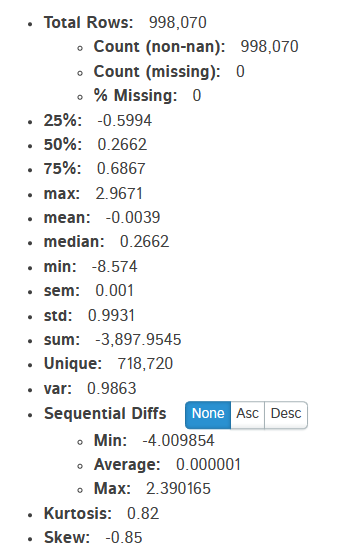 Total Rows: 998,070
Count (non-nan): 998,070
Count (missing): 0
% Missing: 0
25%: -0.5994
50%: 0.2662
75%: 0.6867
max: 2.9671
mean: -0.0039
median: 0.2662
min: -8.574
sem: 0.001
std: 0.9931
sum: -3,897.9545
Unique: 718,720
var: 0.9863
Sequential Diffs None Asc Desc
Min: -4.009854
Average: 0.000001
Max: 2.390165
Kurtosis: 0.82
Skew: -0.85